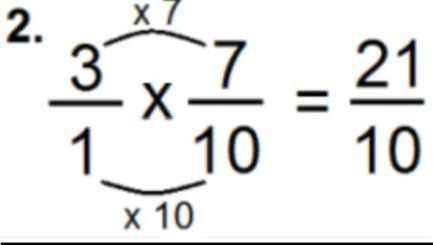 x 7
2. 3/1 x 7/10 = 21/10
x 10